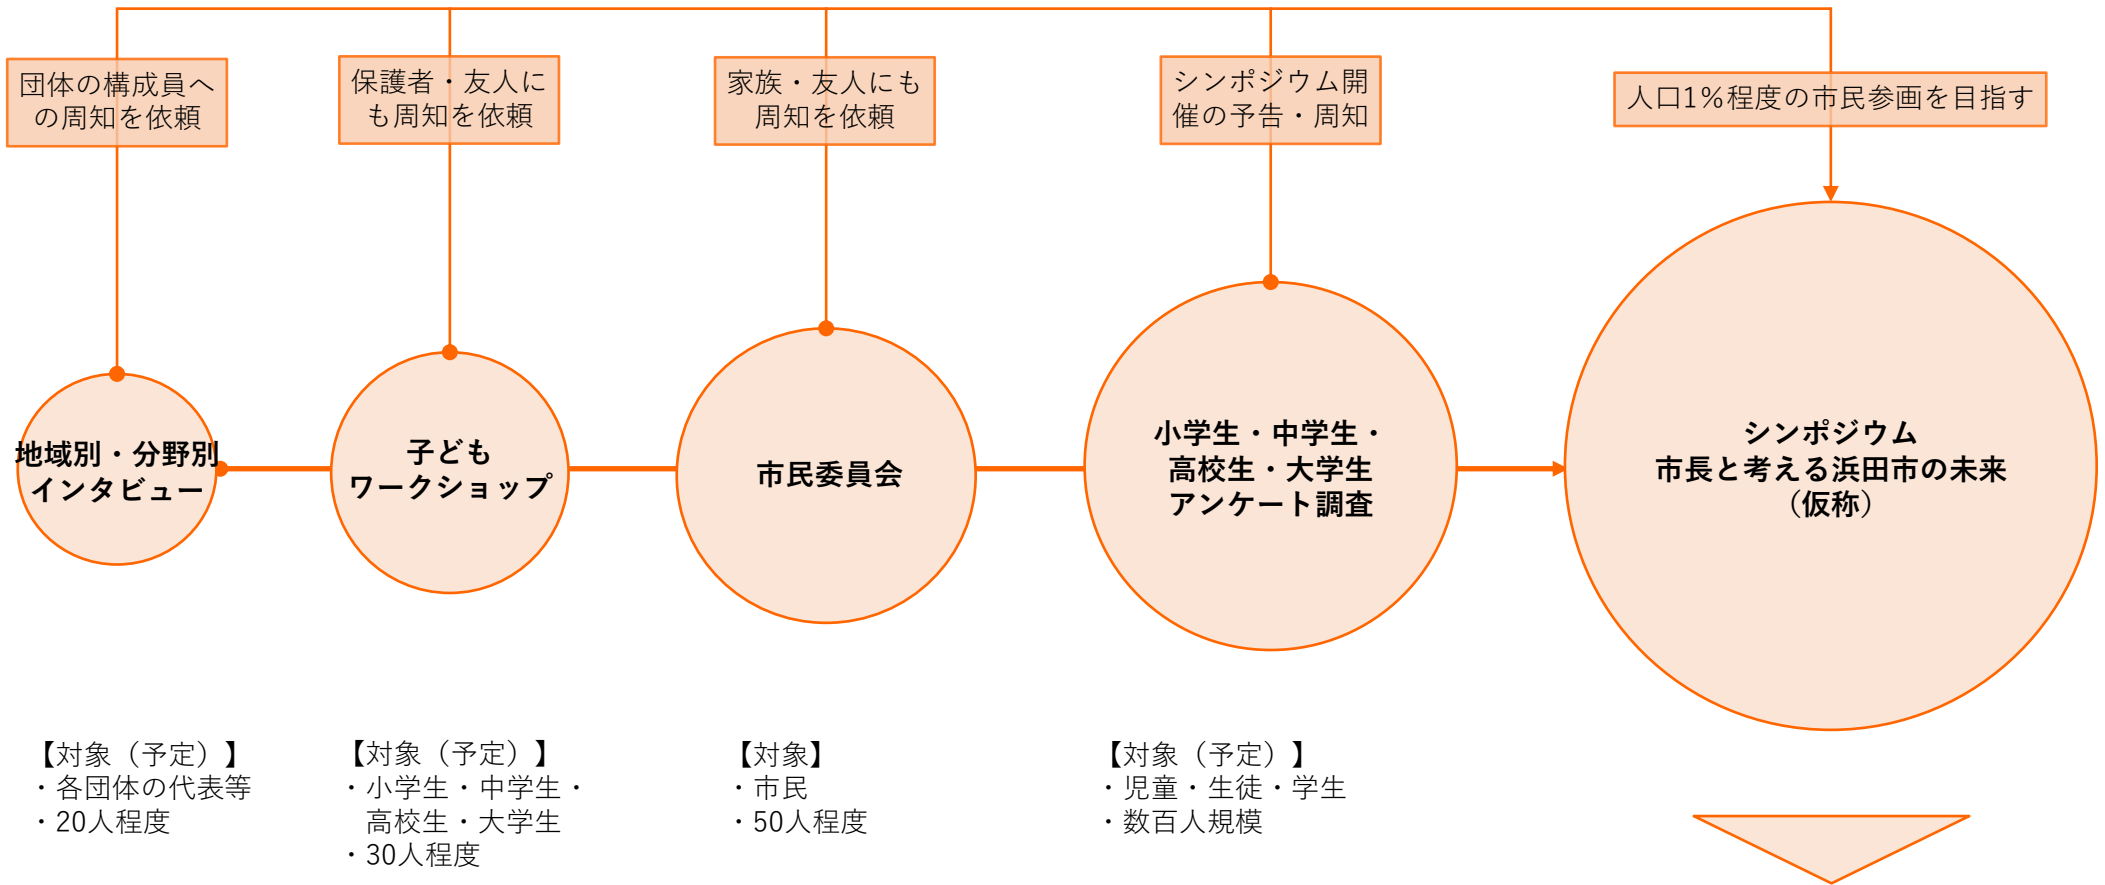 団体の構成員へ
の周知を依頼
保護者・友人に
も周知を依頼
家族・友人にも
周知を依頼
シンポジウム開
催の予告・周知
人口1%程度の市民参画を目指す
地域別・分野別
インタビュー
子ども
ワークショップ
市民委員会
小学生・中学生・
高校生・大学生
アンケート調査
シンポジウム
市長と考える浜田市の未来
（仮称）
【対象（予定）】
・各団体の代表等
・20人程度
【対象（予定）】
・小学生・中学生・
高校生・大学生
・30人程度
【対象】
・市民
・50人程度
【対象（予定）】
・児童・生徒・学生
・数百人規模